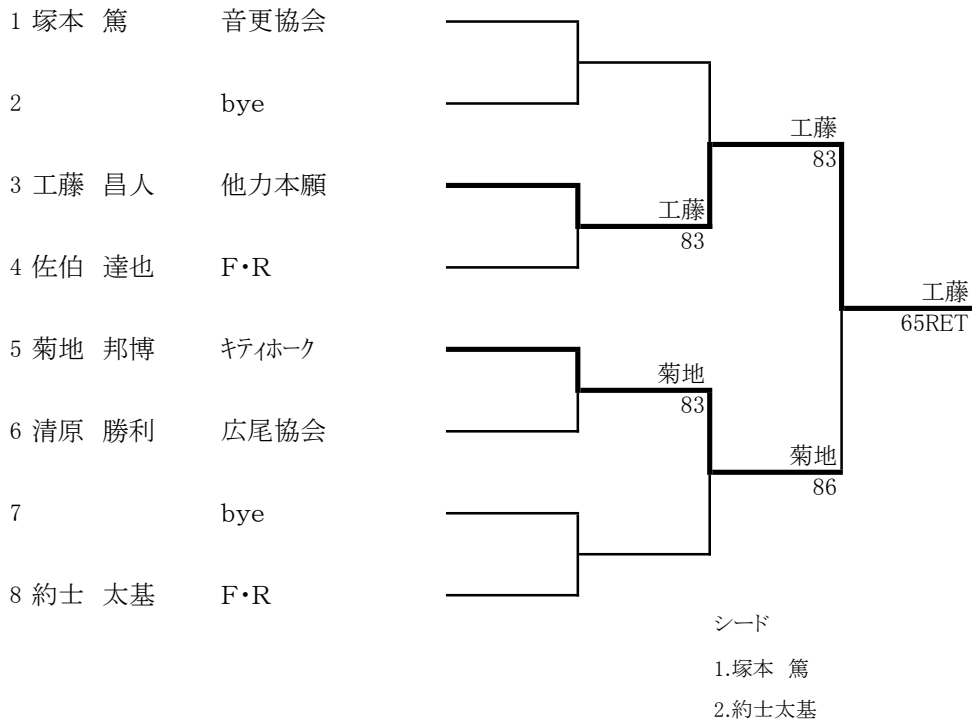 1 塚本　篤　音更協会
2　bye
工藤
83
3 工藤　昌人　他力本願
工藤
83
4 佐伯　達也　F・R
工藤
65RET
5 菊地　邦博　キティホーク
菊地
83
6 清原　勝利　広尾協会
菊地
86
7　bye
8 約士　太基　F・R
シード
1.塚本　篤
2.約士太基